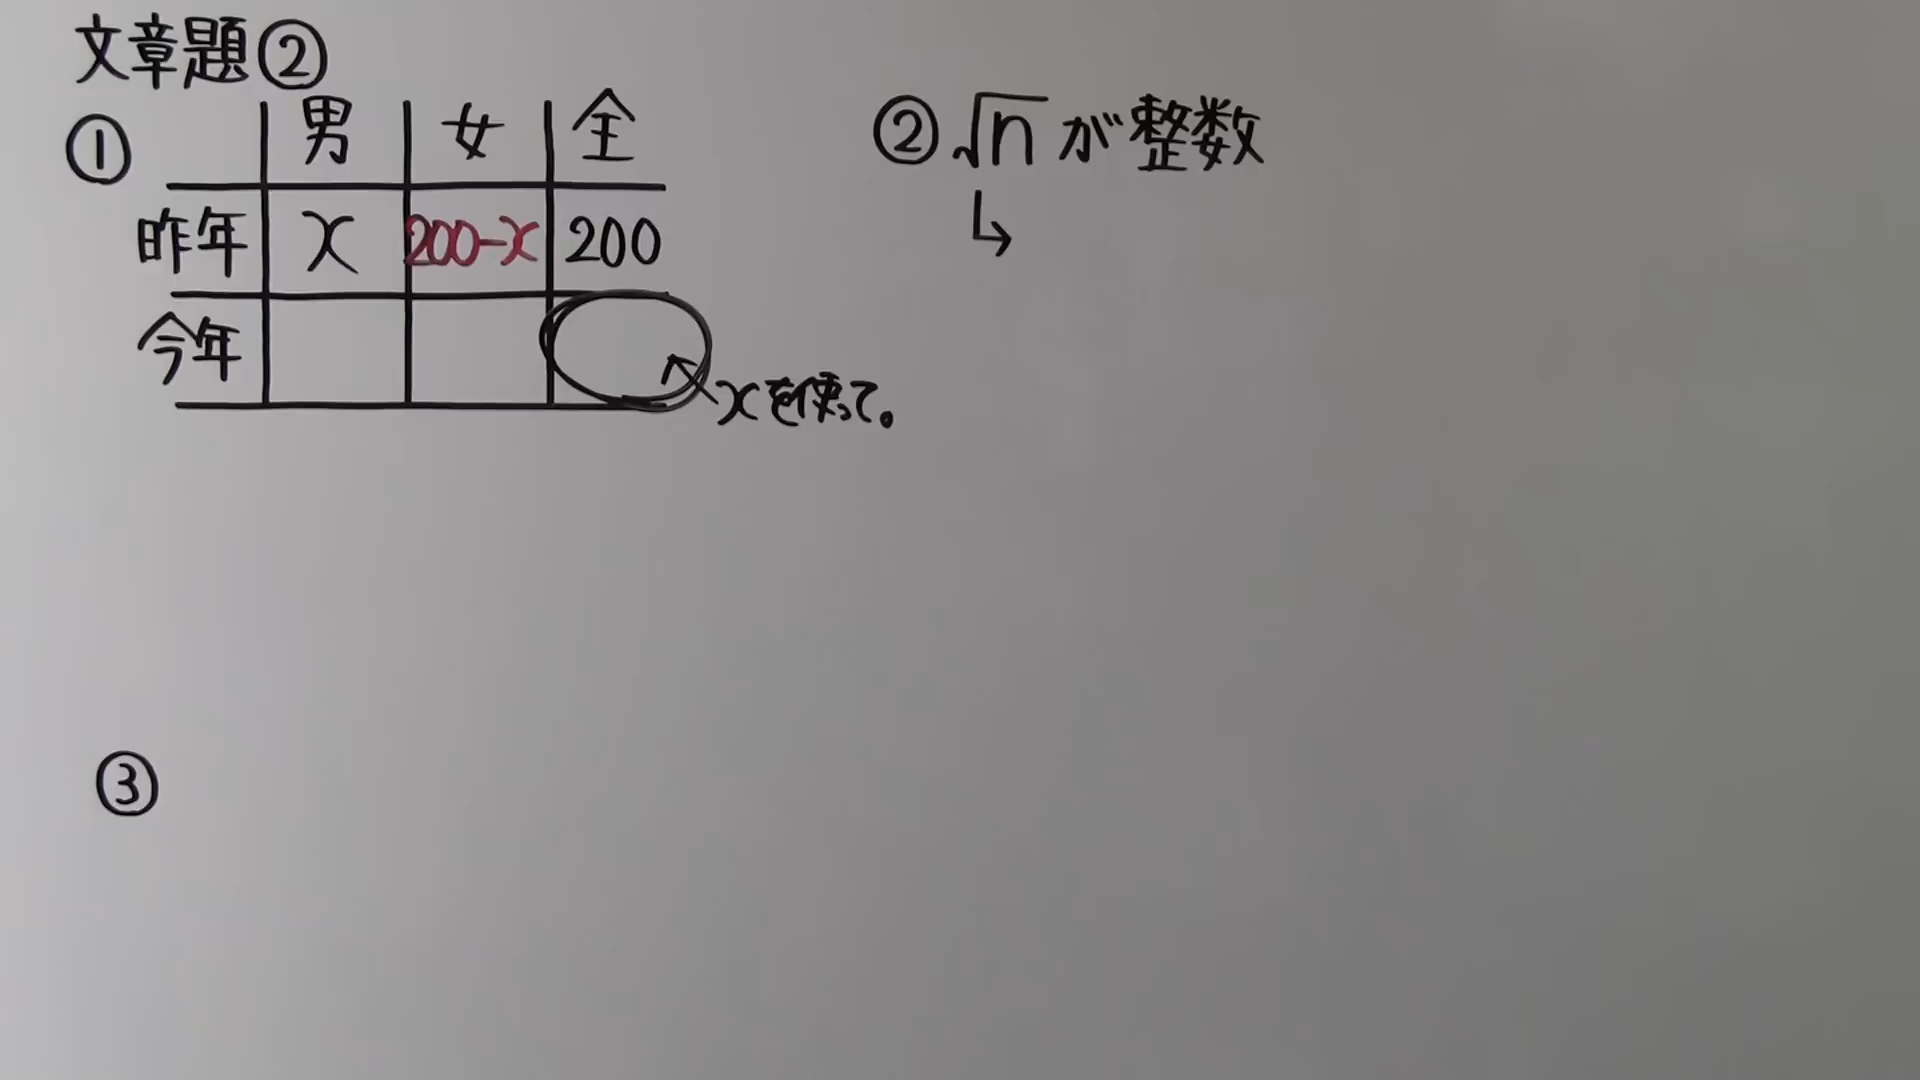 文章題②
① 男 女 全
昨年 x 200-x 200
今年
xを使って。
② √n が整数
↳
③